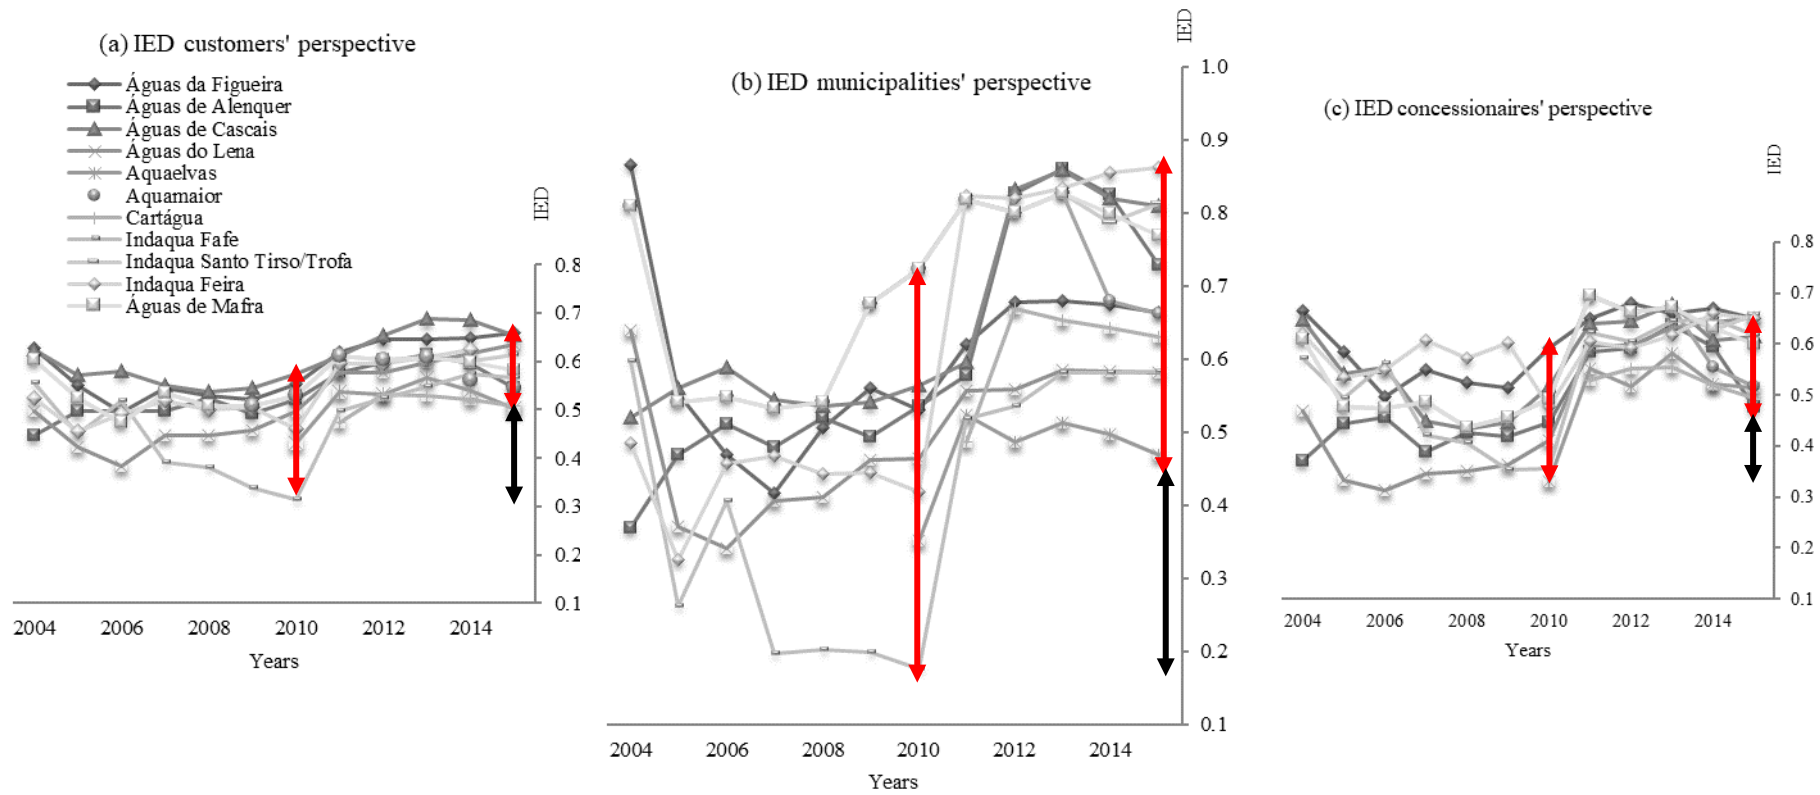 (a) IED customers' perspective
Águas da Figueira
Águas de Alenquer
Águas de Cascais
Águas do Lena
Aquaelvas
Aquamaior
Cartágua
Indaqua Fafe
Indaqua Santo Tirso/Trofa
Indaqua Feira
Águas de Mafra
IED
0.8
0.7
0.6
0.5
0.4
0.3
0.2
0.1
2004 2006 2008 2010 2012 2014
Years
(b) IED municipalities' perspective
IED
1.0
0.9
0.8
0.7
0.6
0.5
0.4
0.3
0.2
0.1
2004 2006 2008 2010 2012 2014
Years
(c) IED concessionaires' perspective
IED
0.8
0.7
0.6
0.5
0.4
0.3
0.2
0.1
2004 2006 2008 2010 2012 2014
Years